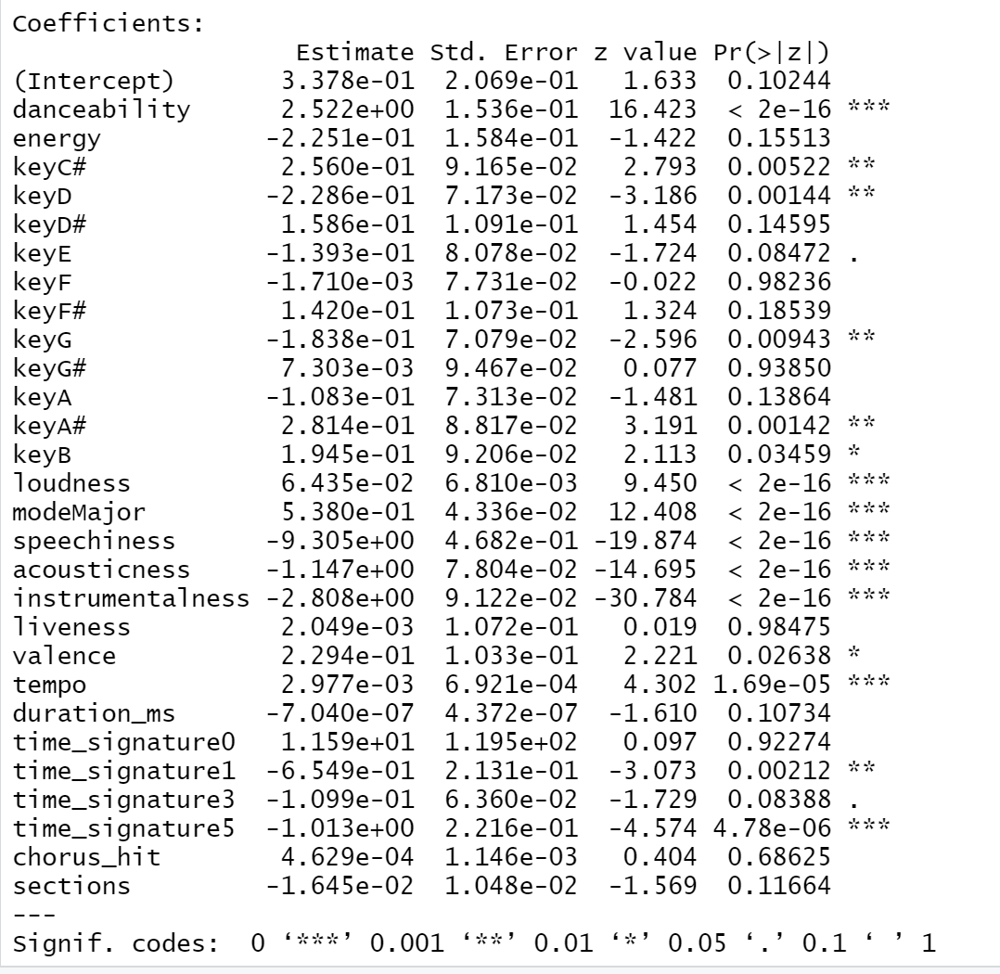 Coefficients:
Estimate Std. Error z value Pr(>|z|)
(Intercept) 3.378e-01 2.069e-01 1.633 0.10244
danceability 2.522e+00 1.536e-01 16.423 < 2e-16 ***
energy -2.251e-01 1.584e-01 -1.422 0.15513
keyC# 2.560e-01 9.165e-02 2.793 0.00522 **
keyD -2.286e-01 7.173e-02 -3.186 0.00144 **
keyD# 1.586e-01 1.091e-01 1.454 0.14595
keyE -1.393e-01 8.078e-02 -1.724 0.08472 .
keyF -1.710e-03 7.731e-02 -0.022 0.98236
keyF# 1.420e-01 1.073e-01 1.324 0.18539
keyG -1.838e-01 7.079e-02 -2.596 0.00943 **
keyG# 7.303e-03 9.467e-02 0.077 0.93850
keyA -1.083e-01 7.313e-02 -1.481 0.13864
keyA# 2.814e-01 8.817e-02 3.191 0.00142 **
keyB 1.945e-01 9.206e-02 2.113 0.03459 *
loudness 6.435e-02 6.810e-03 9.450 < 2e-16 ***
modeMajor 5.380e-01 4.336e-02 12.408 < 2e-16 ***
speechiness -9.305e+00 4.682e-01 -19.874 < 2e-16 ***
acousticness -1.147e+00 7.804e-02 -14.695 < 2e-16 ***
instrumentalness -2.808e+00 9.122e-02 -30.784 < 2e-16 ***
liveness 2.049e-03 1.072e-01 0.019 0.98475
valence 2.294e-01 1.033e-01 2.221 0.02638 *
tempo 2.977e-03 6.921e-04 4.302 1.69e-05 ***
duration_ms -7.040e-07 4.372e-07 -1.610 0.10734
time_signature0 1.159e+01 1.195e+02 0.097 0.92274
time_signature1 -6.549e-01 2.131e-01 -3.073 0.00212 **
time_signature3 -1.099e-01 6.360e-02 -1.729 0.08388 .
time_signature5 -1.013e+00 2.216e-01 -4.574 4.78e-06 ***
chorus_hit 4.629e-04 1.146e-03 0.404 0.68625
sections -1.645e-02 1.048e-02 -1.569 0.11664
---
Signif. codes: 0 ‘***’ 0.001 ‘**’ 0.01 ‘*’ 0.05 ‘.’ 0.1 ‘ ’ 1